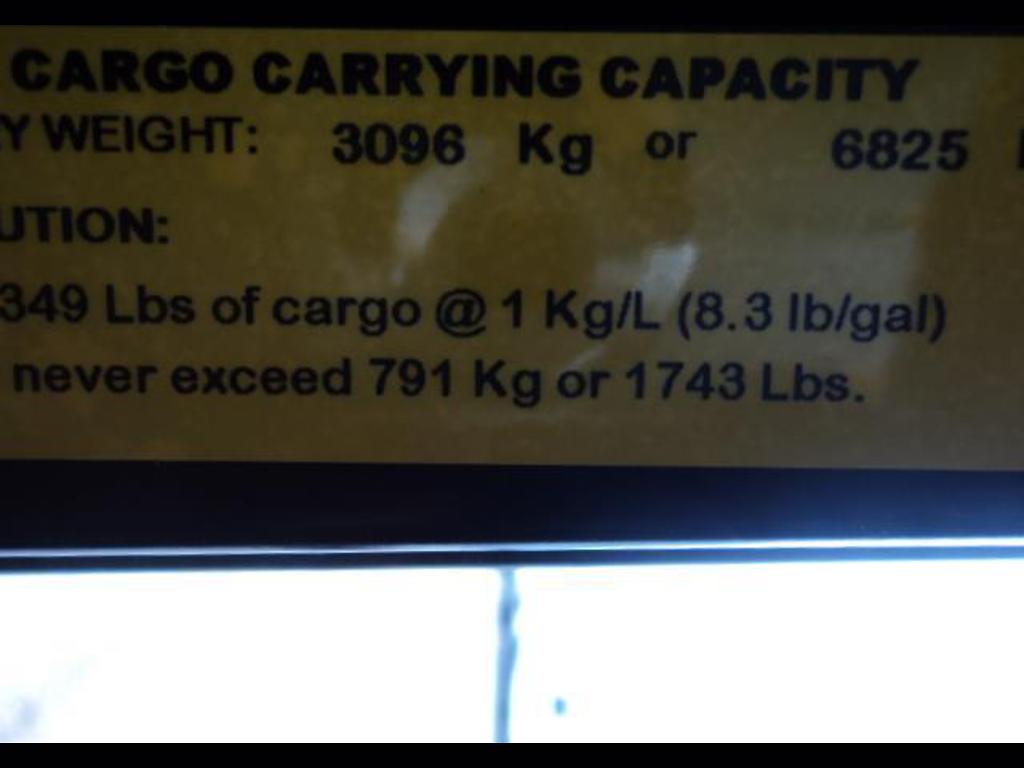 CARGO CARRYING CAPACITY
Y WEIGHT: 3096 Kg or 6825
UTION:
349 Lbs of cargo @ 1 Kg/L (8.3 lb/gal)
never exceed 791 Kg or 1743 Lbs.